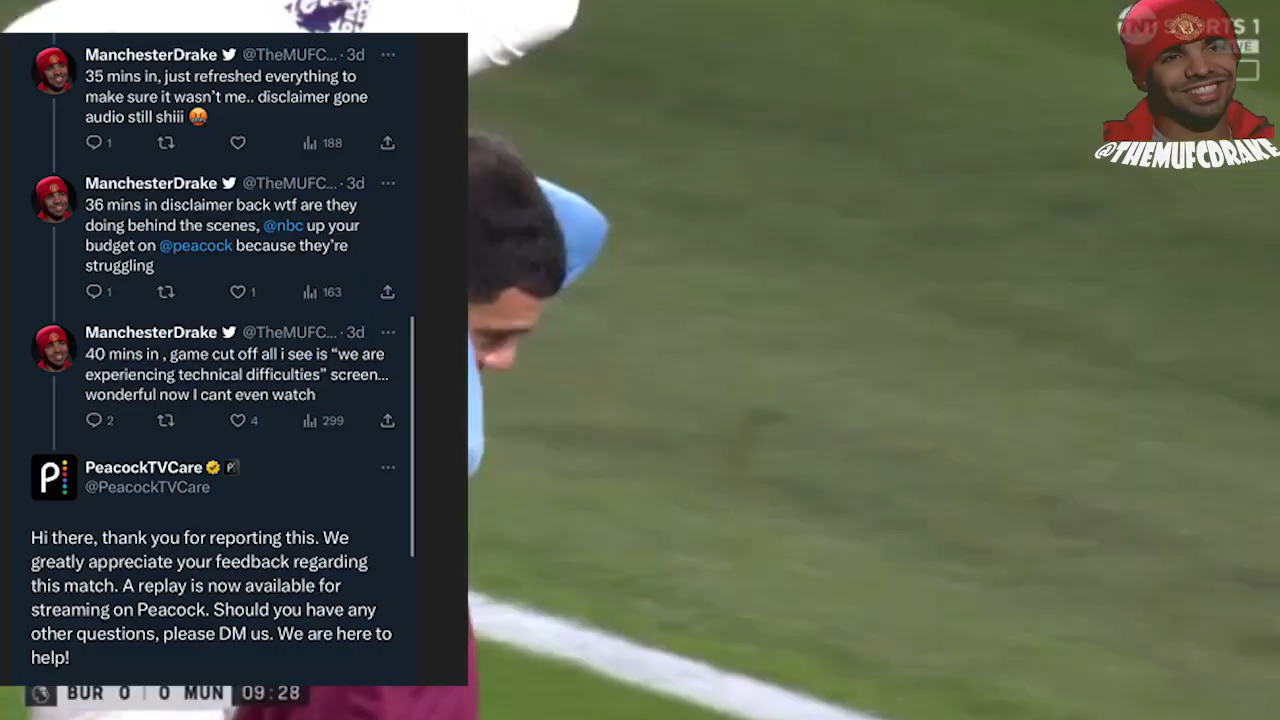 ManchesterDrake @TheMUFC... · 3d
35 mins in, just refreshed everything to
make sure it wasn't me.. disclaimer gone
audio still shiii 🤬
1 188
ManchesterDrake @TheMUFC... · 3d
36 mins in disclaimer back wtf are they
doing behind the scenes, @nbc up your
budget on @peacock because they're
struggling
1 1 163
ManchesterDrake @TheMUFC... · 3d
40 mins in , game cut off all i see is “we are
experiencing technical difficulties” screen...
wonderful now I cant even watch
2 4 299
PeacockTVCare
@PeacockTVCare
Hi there, thank you for reporting this. We
greatly appreciate your feedback regarding
this match. A replay is now available for
streaming on Peacock. Should you have any
other questions, please DM us. We are here to
help!
BUR 0 0 MUN 09:28
@THEMUFCDRAKE